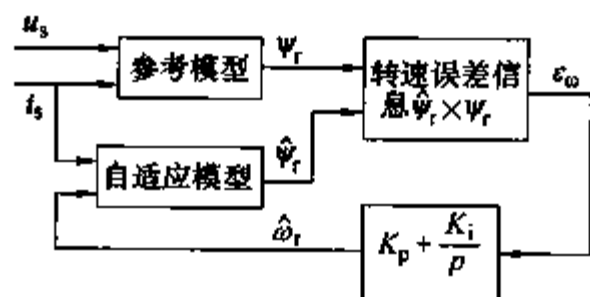 u_s
i_s
参考模型
ψ_r
转速误差信
息ψ̂_r×ψ_r
ε_ω
自适应模型
ψ̂_r
ω̂_r
K_p + K_i/p